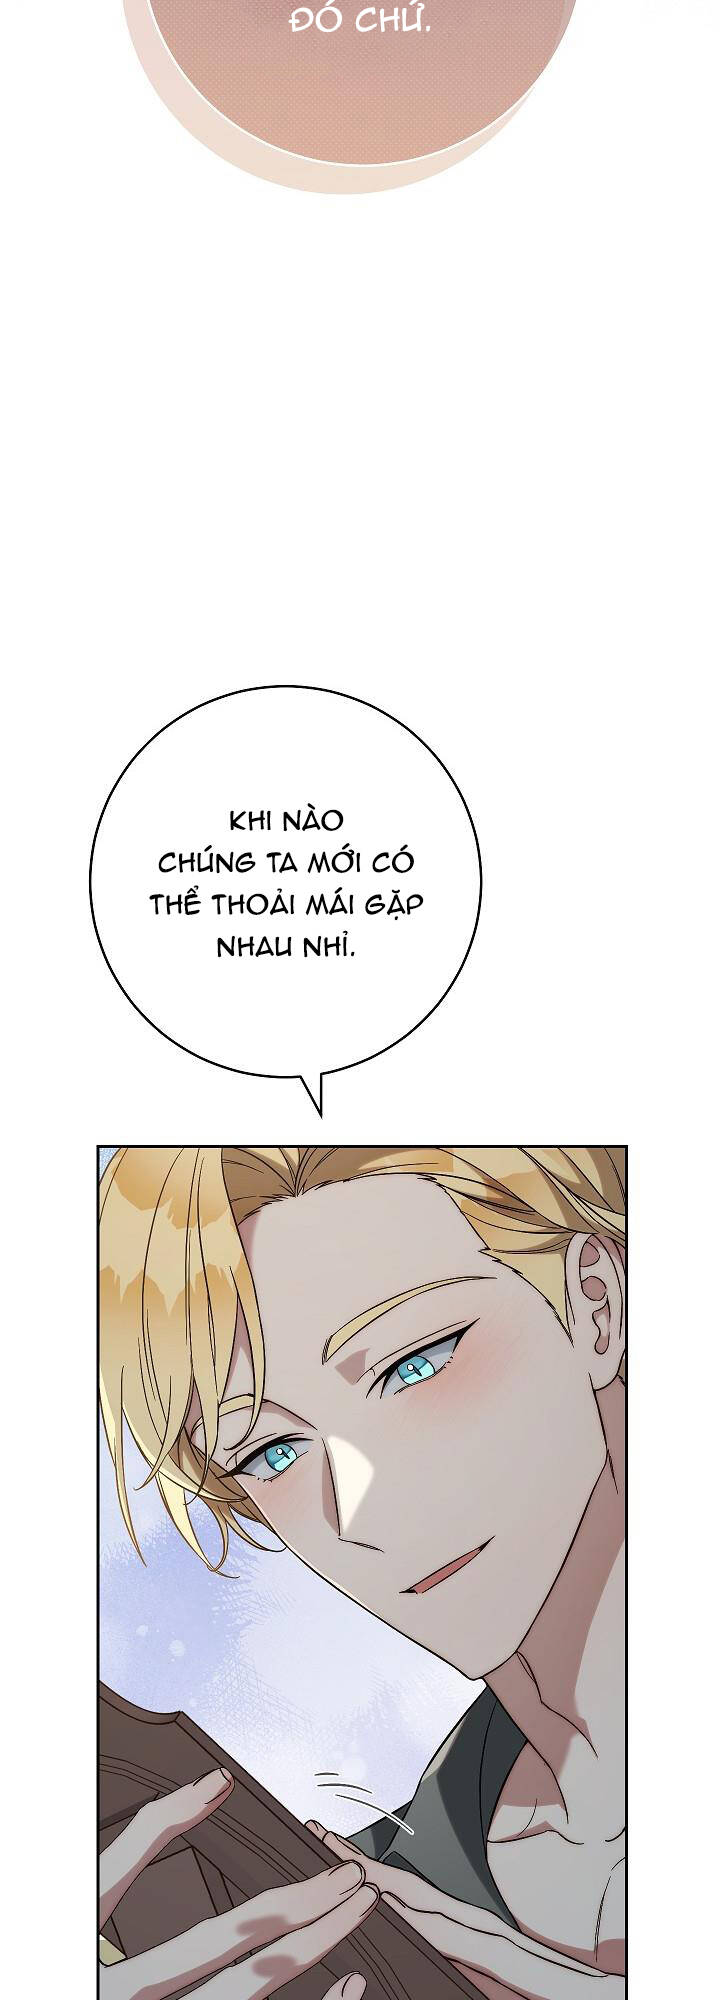 ĐÓ CHỨ.
KHI NÀO
CHÚNG TA MỚI CÓ
THỂ THOẢI MÁI GẶP
NHAU NHỈ.